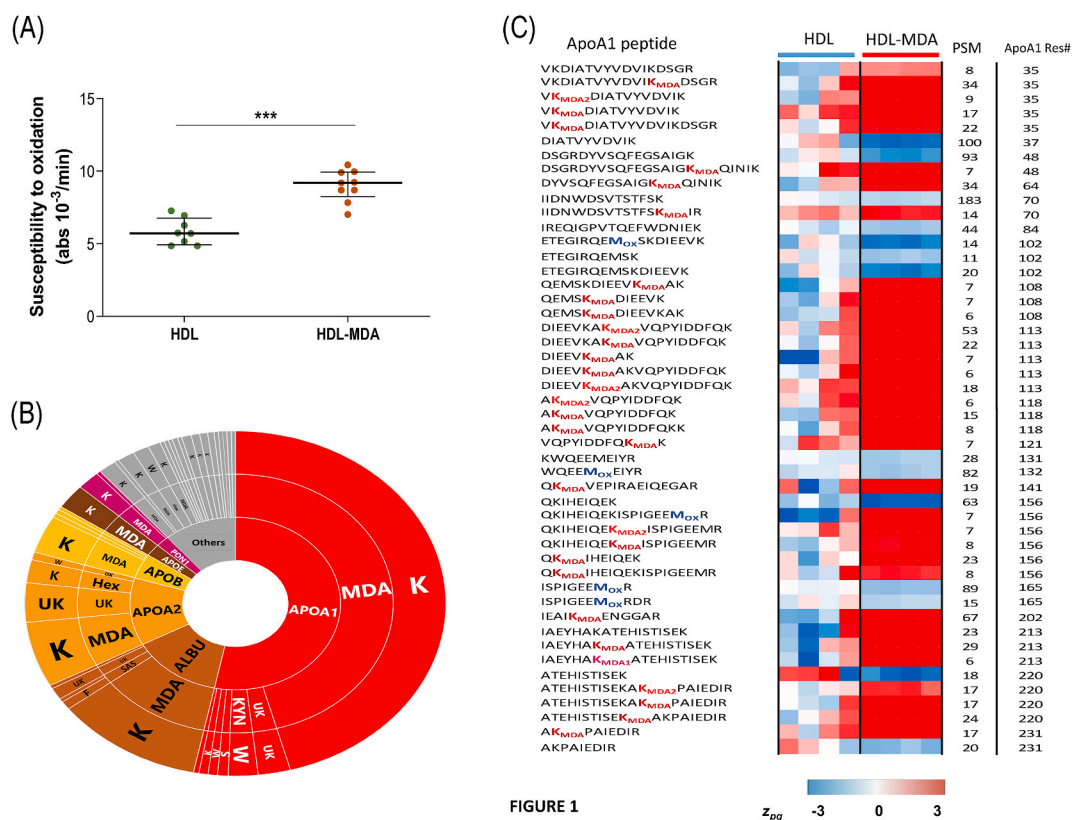 (A)
Susceptibility to oxidation
(abs 10-3/min)
15
10
5
0
***
HDL
HDL-MDA
(B)
APOA1
MDA
K
UK
UK
KYN
W
S
W
K
ALBU
MDA
K
SAS
UK
F
APOA2
MDA
K
UK
UK
Hex
K
W
APOB
MDA
K
APOE
MDA
K
PON1
MDA
K
Others
K
W
K
(C)
ApoA1 peptide
HDL
HDL-MDA
PSM
ApoA1 Res#
VKDIATVYVDVIKDSGR 8 35
VKDIATVYVDVIKMDADSGR 34 35
VKMDA2DIATVYVDVIK 9 35
VKMDADIATVYVDVIK 17 35
VKMDADIATVYVDVIKDSGR 22 35
DIATVYVDVIK 100 37
DSGRDYVSQFEGSAIGK 93 48
DSGRDYVSQFEGSAIGKMDAQINIK 7 48
DYVSQFEGSAIGKMDAQINIK 34 64
IIDNWDSVTSTFSK 183 70
IIDNWDSVTSTFSKMDAIR 14 70
IREQIGPVTQEFWDNIEK 44 84
ETEGIRQEMOXSKDIEEVK 14 102
ETEGIRQEMSK 11 102
ETEGIRQEMSKDIEEVK 20 102
QEMSKDIEEVKMDAAK 7 108
QEMSKMDADIEEVK 7 108
QEMSKMDADIEEVKAK 6 108
DIEEVKAKMDA2VQPYIDDFQK 53 113
DIEEVKAKMDAVQPYIDDFQK 22 113
DIEEVKMDAAK 7 113
DIEEVKMDAAKVQPYIDDFQK 6 113
DIEEVKMDA2AKVQPYIDDFQK 18 113
AKMDA2VQPYIDDFQK 6 118
AKMDAVQPYIDDFQK 15 118
AKMDAVQPYIDDFQKK 8 118
VQPYIDDFQKMDAK 7 121
KWQEEMEIYR 28 131
WQEEMOXEIYR 82 132
QKMDAVEPIRAEIQEGAR 19 141
QKIHEIQEK 63 156
QKIHEIQEKISPIGEEMOXR 7 156
QKIHEIQEKMDA2ISPIGEEMR 7 156
QKIHEIQEKMDAISPIGEEMR 8 156
QKMDAIHEIQEK 23 156
QKMDAIHEIQEKISPIGEEMR 8 156
ISPIGEEMOXR 89 165
ISPIGEEMOXRDR 15 165
IEAIKMDAENGGAR 67 202
IAEYHAKATEHISTISEK 23 213
IAEYHAKMDAATEHISTISEK 29 213
IAEYHAKMDA1ATEHISTISEK 6 213
ATEHISTISEK 18 220
ATEHISTISEKAKMDA2PAIEDIR 17 220
ATEHISTISEKAKMDAPAIEDIR 17 220
ATEHISTISEKMDAAKPAIEDIR 24 220
AKMDAPAIEDIR 17 231
AKPAIEDIR 20 231
FIGURE 1
zpq -3 0 3